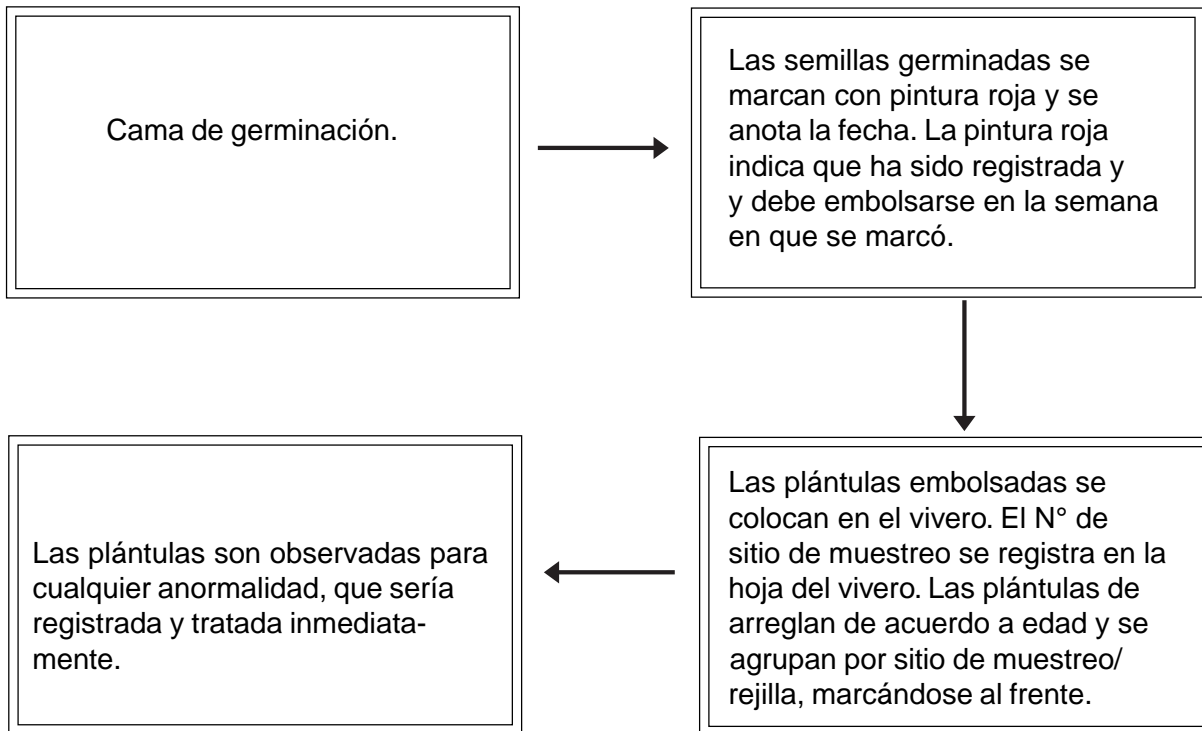 Cama de germinación.
Las semillas germinadas se
marcan con pintura roja y se
anota la fecha. La pintura roja
indica que ha sido registrada y
y debe embolsarse en la semana
en que se marcó.
Las plántulas embolsadas se
colocan en el vivero. El N° de
sitio de muestreo se registra en la
hoja del vivero. Las plántulas de
arreglan de acuerdo a edad y se
agrupan por sitio de muestreo/
rejilla, marcándose al frente.
Las plántulas son observadas para
cualquier anormalidad, que sería
registrada y tratada inmediata-
mente.